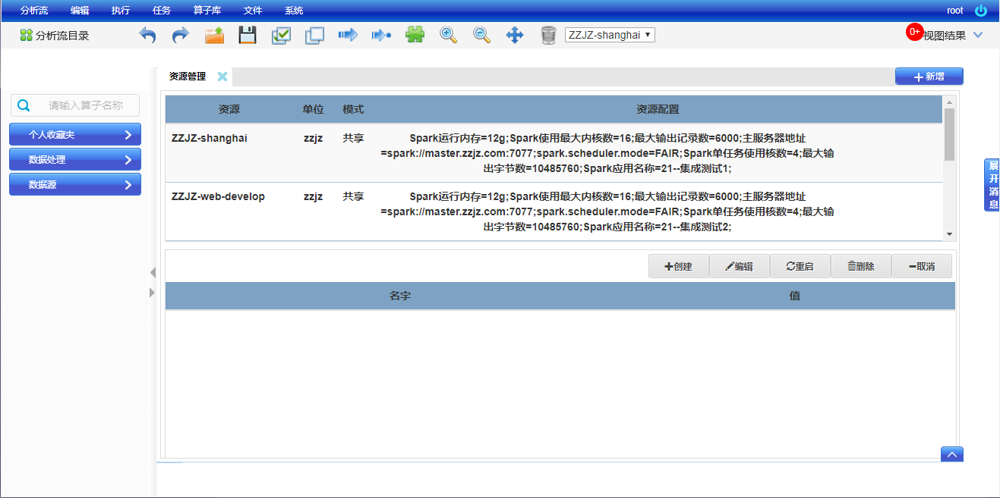 分析流 编辑 执行 任务 算子库 文件 系统 root
分析流目录 ZZJZ-shanghai 0+ 视图结果
资源管理 新增
请输入算子名称
个人收藏夹
数据处理
数据源
资源 单位 模式 资源配置
ZZJZ-shanghai zzjz 共享 Spark运行内存=12g;Spark使用最大内核数=16;最大输出记录数=6000;主服务器地址
=spark://master.zzjz.com:7077;spark.scheduler.mode=FAIR;Spark单任务使用核数=4;最大输
出字节数=10485760;Spark应用名称=21--集成测试1;
ZZJZ-web-develop zzjz 共享 Spark运行内存=12g;Spark使用最大内核数=16;最大输出记录数=6000;主服务器地址
=spark://master.zzjz.com:7077;spark.scheduler.mode=FAIR;Spark单任务使用核数=4;最大输
出字节数=10485760;Spark应用名称=21--集成测试2;
展开消息
创建 编辑 重启 删除 取消
名字 值